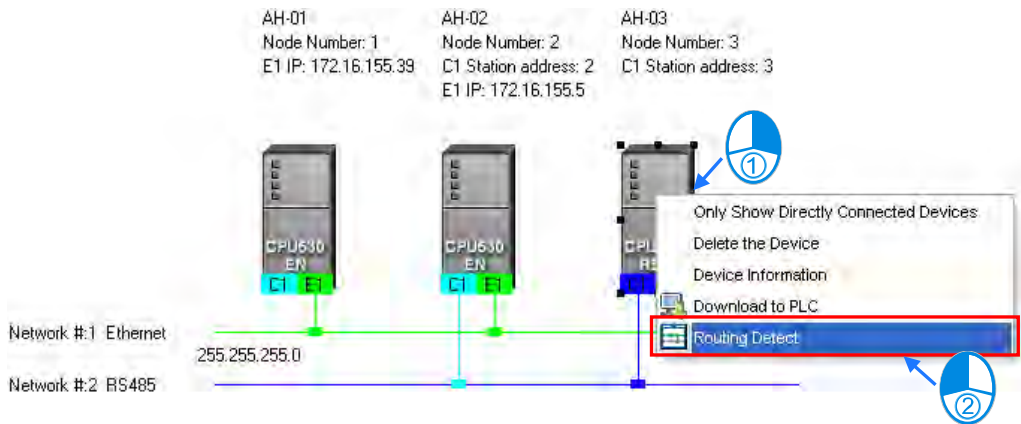 AH-01
Node Number: 1
E1 IP: 172.16.155.39
AH-02
Node Number: 2
C1 Station address: 2
E1 IP: 172.16.155.5
AH-03
Node Number: 3
C1 Station address: 3
CPU530
EN
C1 E1
CPU530
EN
C1 E1
CPU
RS
C1
①
Only Show Directly Connected Devices
Delete the Device
Device Information
Download to PLC
Routing Detect
②
Network #:1 Ethernet
255.255.255.0
Network #:2 RS485